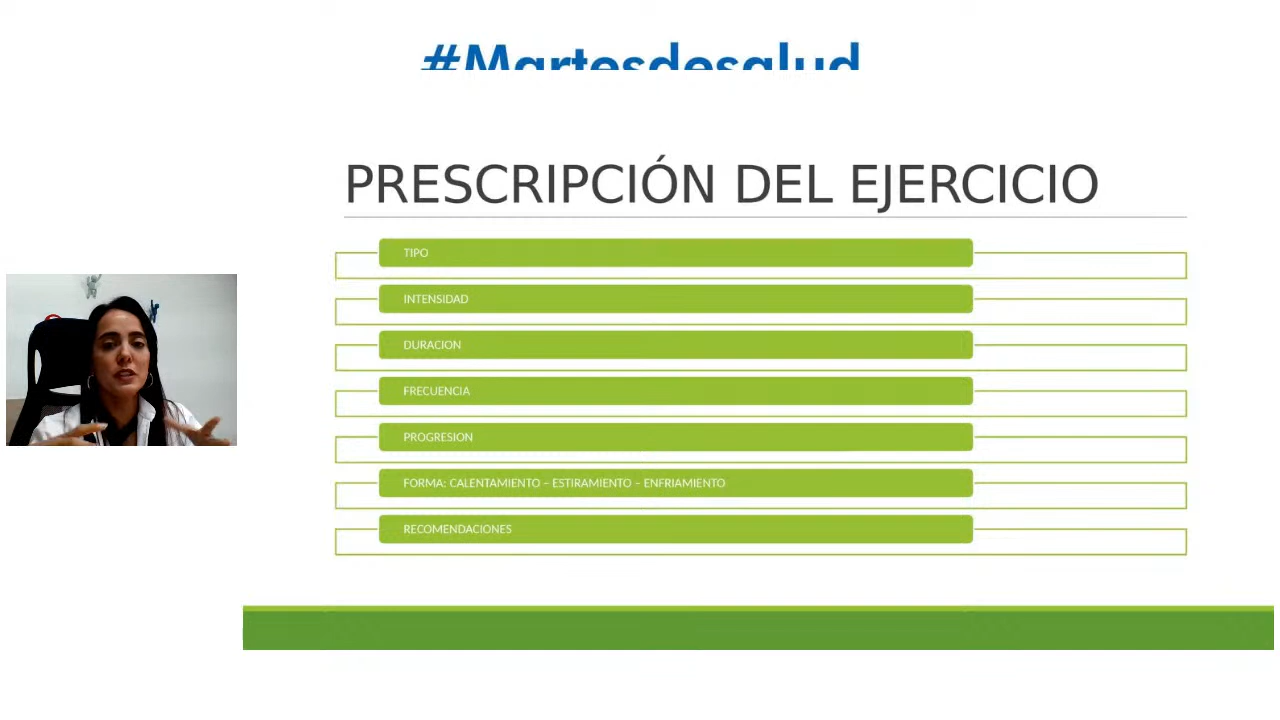 #Martesdesalud
PRESCRIPCIÓN DEL EJERCICIO
TIPO
INTENSIDAD
DURACION
FRECUENCIA
PROGRESION
FORMA: CALENTAMIENTO – ESTIRAMIENTO – ENFRIAMIENTO
RECOMENDACIONES